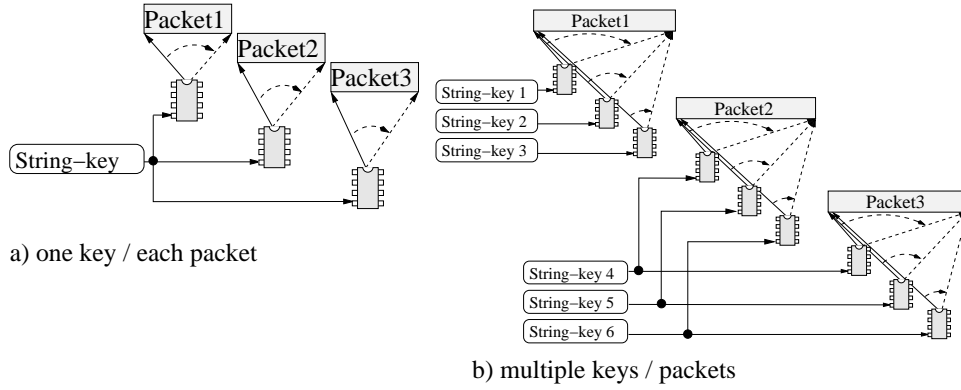 Packet1
Packet2
Packet3
String-key
a) one key / each packet
Packet1
String-key 1
String-key 2
String-key 3
Packet2
Packet3
String-key 4
String-key 5
String-key 6
b) multiple keys / packets